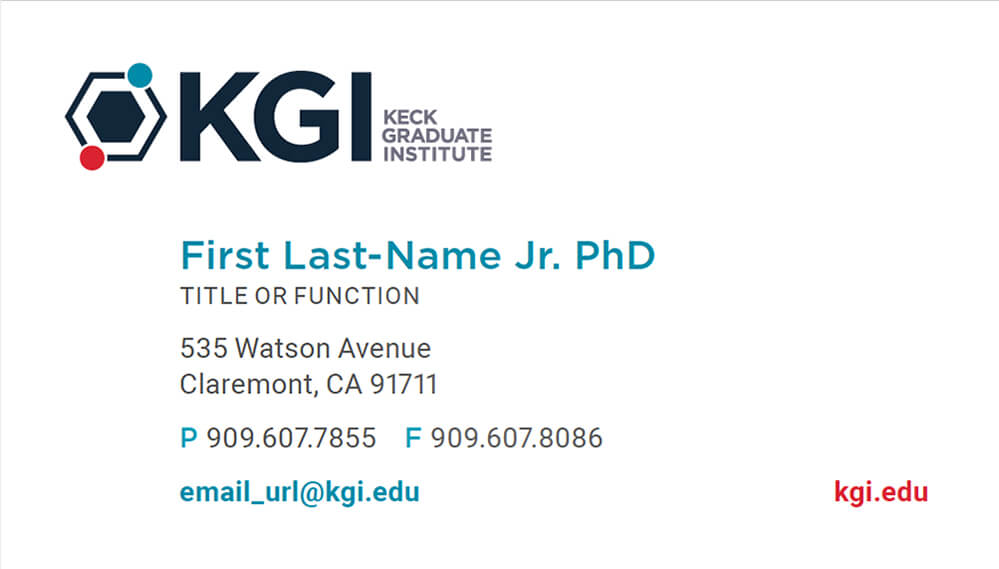 KGI
KECK
GRADUATE
INSTITUTE
First Last-Name Jr. PhD
TITLE OR FUNCTION
535 Watson Avenue
Claremont, CA 91711
P 909.607.7855 F 909.607.8086
email_url@kgi.edu kgi.edu